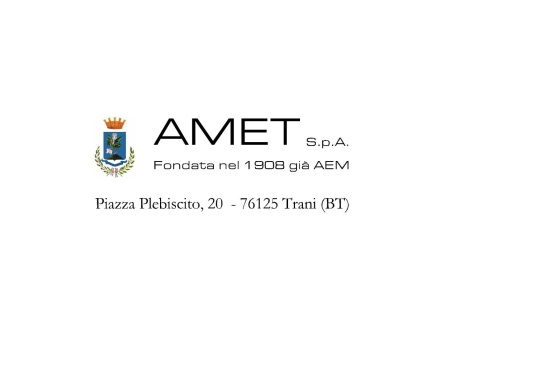 AMET S.p.A.
Fondata nel 1908 già AEM
Piazza Plebiscito, 20 - 76125 Trani (BT)